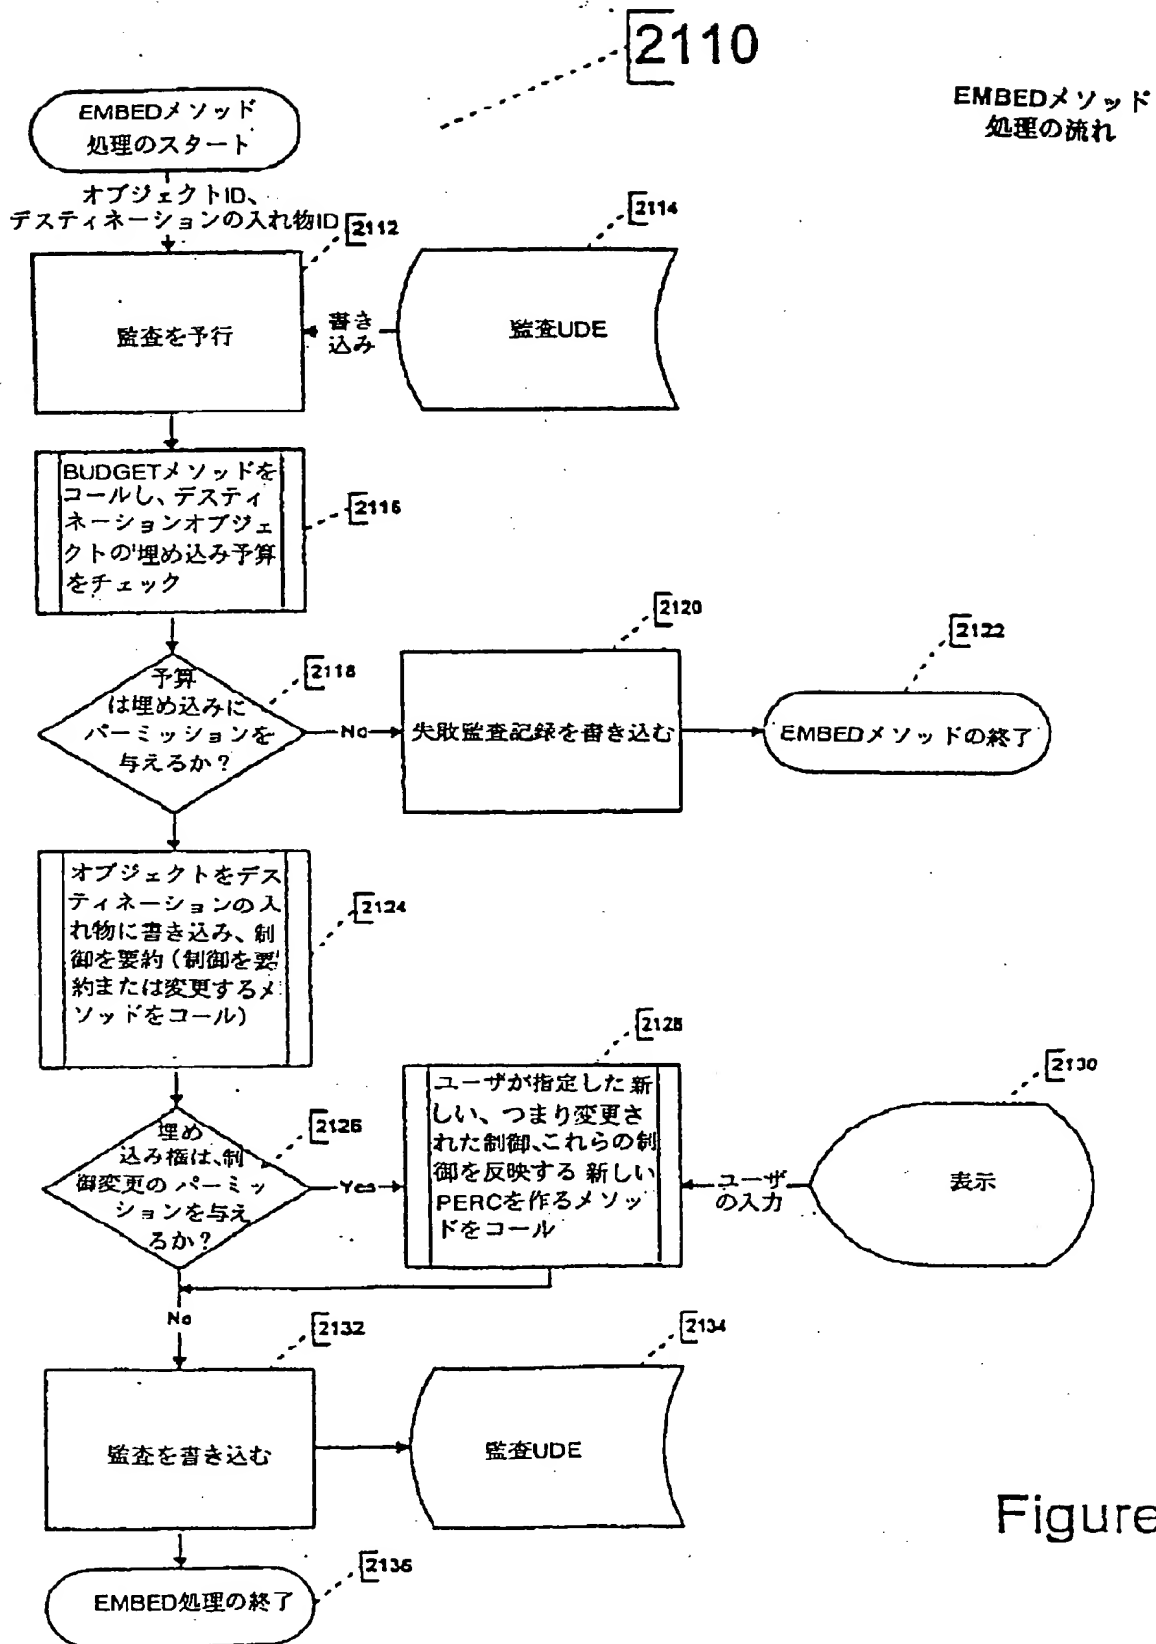 2110
EMBEDメソッド
処理の流れ
EMBEDメソッド
処理のスタート
オブジェクトID、
デスティネーションの入れ物ID
2112
2114
監査を予行
書き
込み
監査UDE
BUDGETメソッドを
コールし、デスティ
ネーションオブジェ
クトの埋め込み予算
をチェック
2116
予算
は埋め込みに
パーミッションを
与えるか?
2118
No
2120
失敗監査記録を書き込む
2122
EMBEDメソッドの終了
オブジェクトをデス
ティネーションの入
れ物に書き込み、制
御を要約(制御を要
約または変更するメ
ソッドをコール)
2124
埋め
込み権は、制
御変更のパーミッ
ションを与え
るか?
2126
Yes
2128
ユーザが指定した新
しい、つまり変更さ
れた制御、これらの制
御を反映する新しい
PERCを作るメソッ
ドをコール
ユーザ
の入力
2130
表示
No
2132
監査を書き込む
2134
監査UDE
Figure
2136
EMBED処理の終了